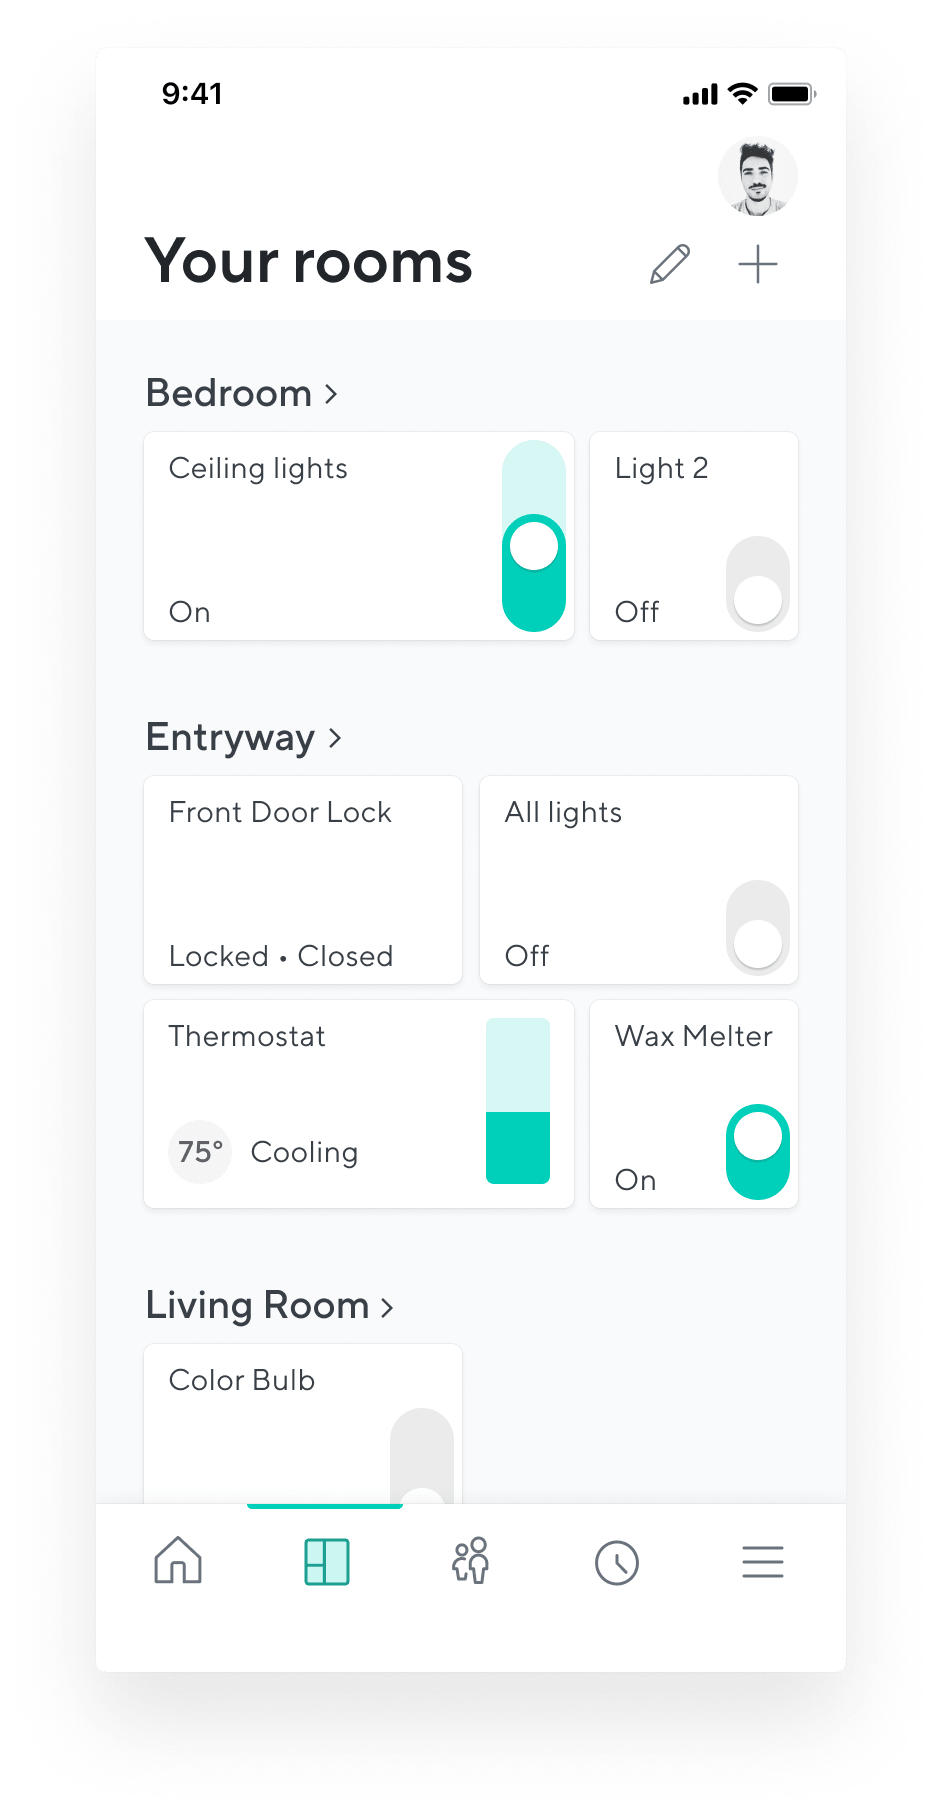 9:41
Your rooms
Bedroom >
Ceiling lights
Light 2
On
Off
Entryway >
Front Door Lock
All lights
Locked • Closed
Off
Thermostat
Wax Melter
75° Cooling
On
Living Room >
Color Bulb